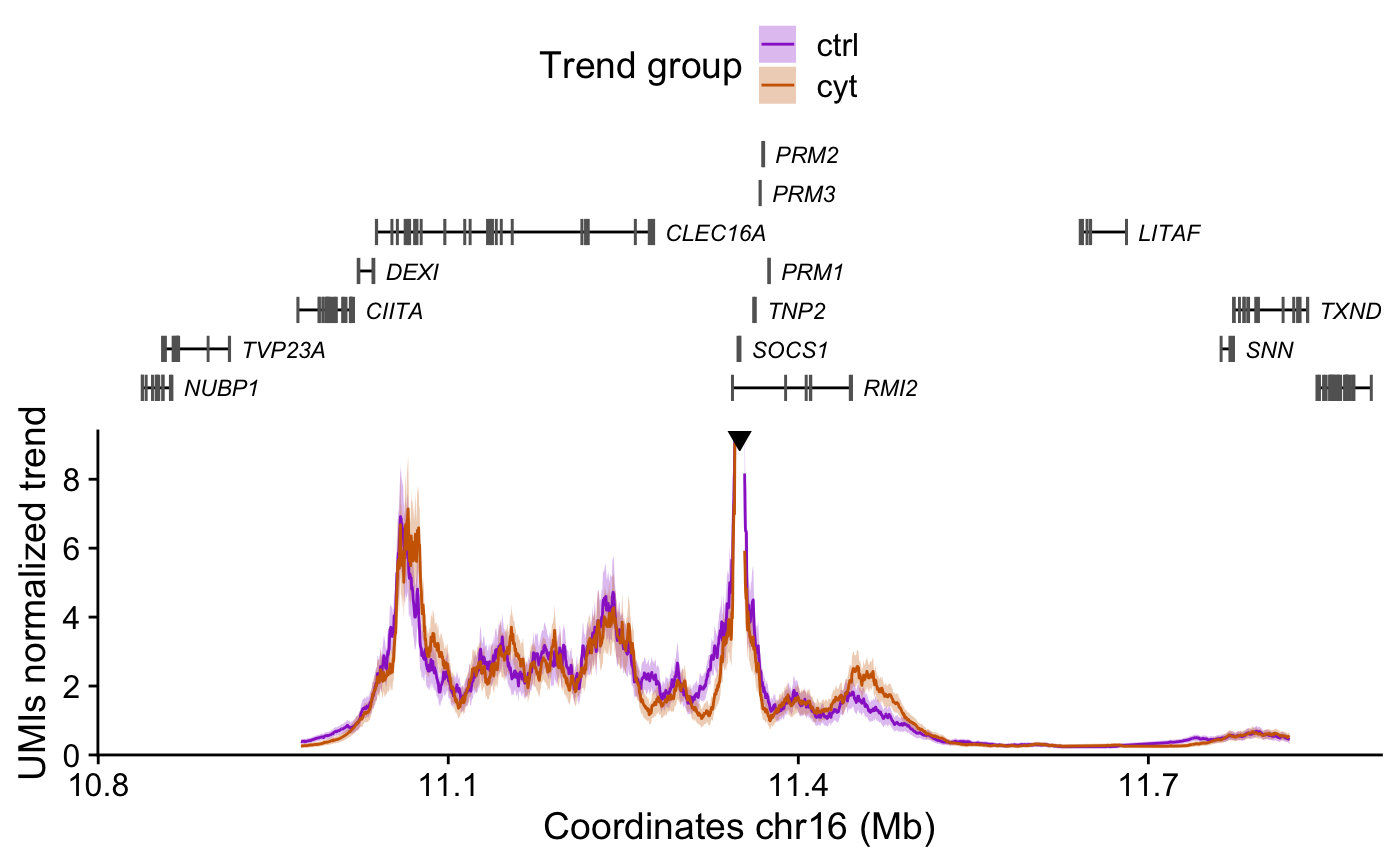 Trend group
ctrl
cyt
PRM2
PRM3
CLEC16A
LITAF
DEXI
PRM1
CIITA
TNP2
TXND
TVP23A
SOCS1
SNN
NUBP1
RMI2
UMIs normalized trend
8
6
4
2
0
10.8
11.1
11.4
11.7
Coordinates chr16 (Mb)